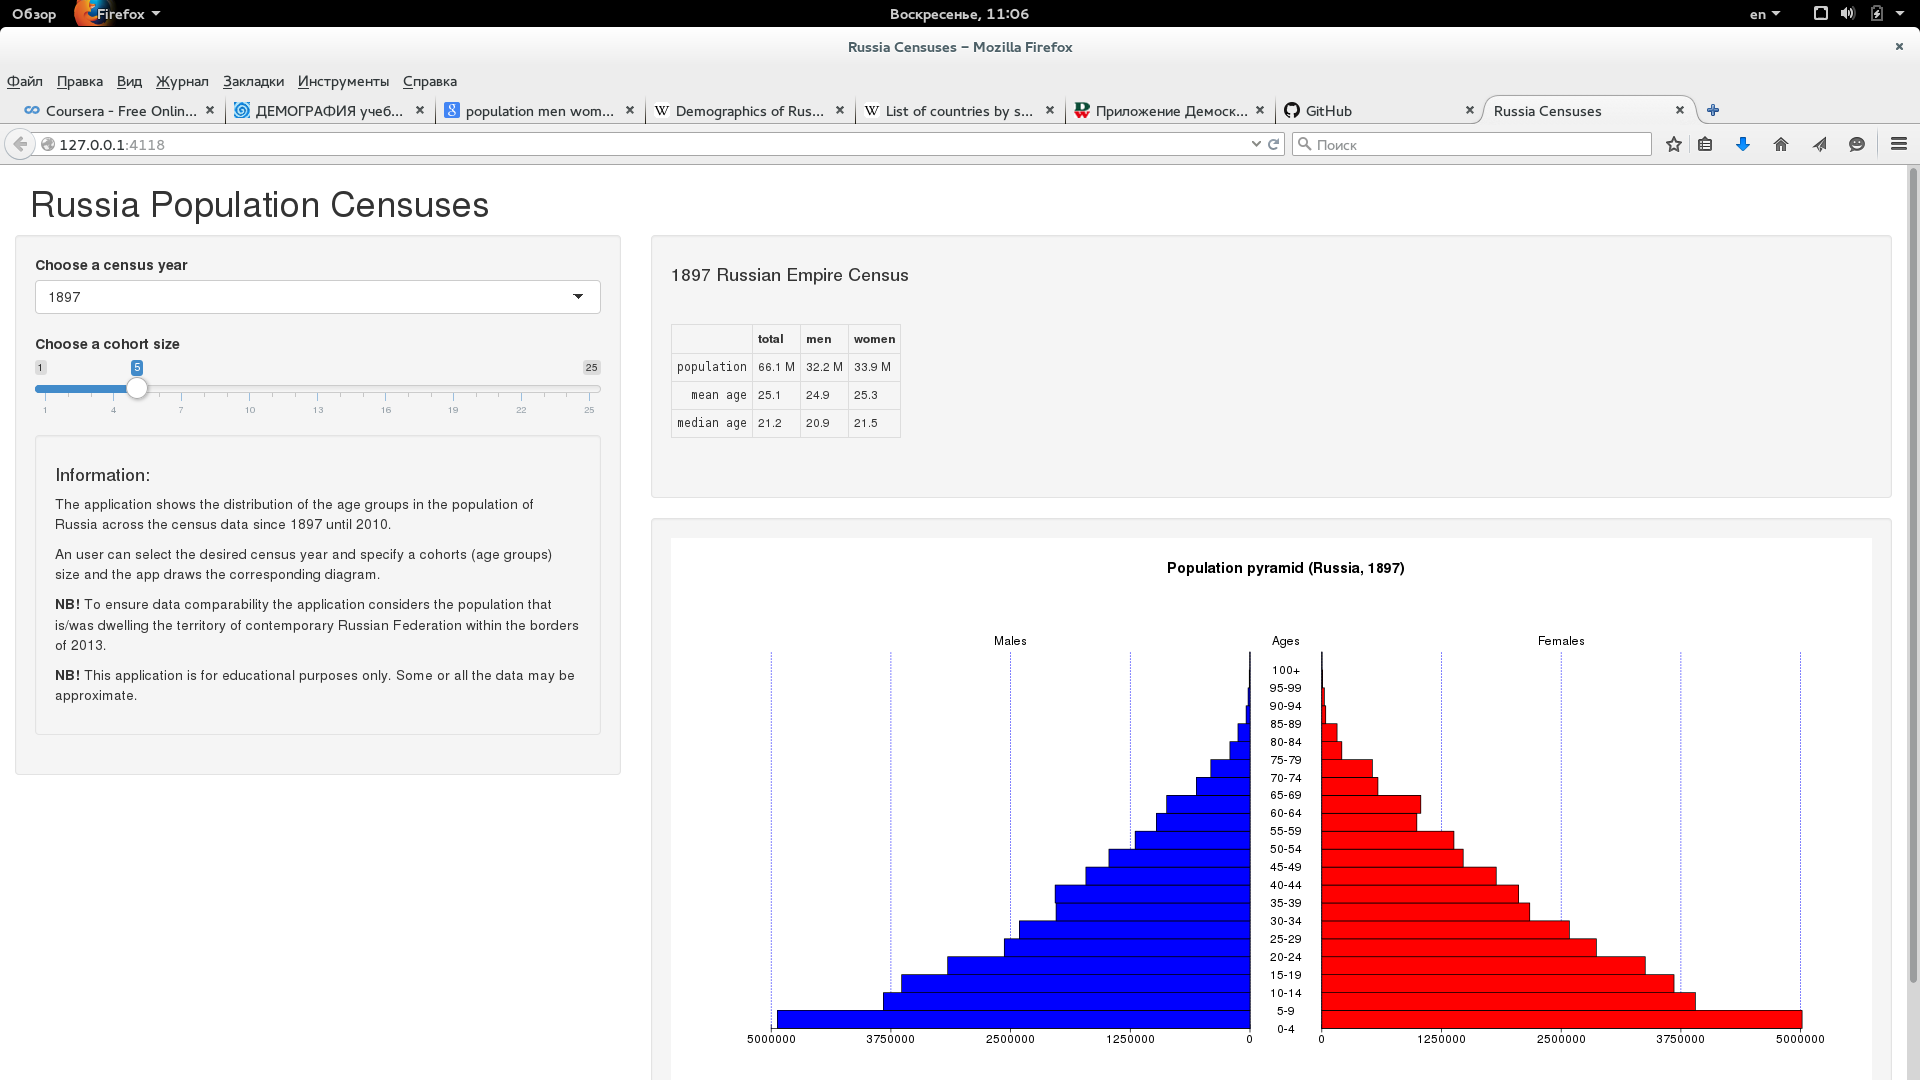 Обзор Firefox Воскресенье, 11:06 en
Russia Censuses – Mozilla Firefox
Файл Правка Вид Журнал Закладки Инструменты Справка
Coursera - Free Onlin... ДЕМОГРАФИЯ учеб... population men wom... Demographics of Rus... List of countries by s... Приложение Демоск... GitHub Russia Censuses
127.0.0.1:4118 Поиск
Russia Population Censuses
Choose a census year
1897
Choose a cohort size
1 5 25
1 4 7 10 13 16 19 22 25
Information:
The application shows the distribution of the age groups in the population of
Russia across the census data since 1897 until 2010.
An user can select the desired census year and specify a cohorts (age groups)
size and the app draws the corresponding diagram.
NB! To ensure data comparability the application considers the population that
is/was dwelling the territory of contemporary Russian Federation within the borders
of 2013.
NB! This application is for educational purposes only. Some or all the data may be
approximate.
1897 Russian Empire Census
total men women
population 66.1 M 32.2 M 33.9 M
mean age 25.1 24.9 25.3
median age 21.2 20.9 21.5
Population pyramid (Russia, 1897)
Males Ages Females
100+
95-99
90-94
85-89
80-84
75-79
70-74
65-69
60-64
55-59
50-54
45-49
40-44
35-39
30-34
25-29
20-24
15-19
10-14
5-9
0-4
5000000 3750000 2500000 1250000 0 0 1250000 2500000 3750000 5000000